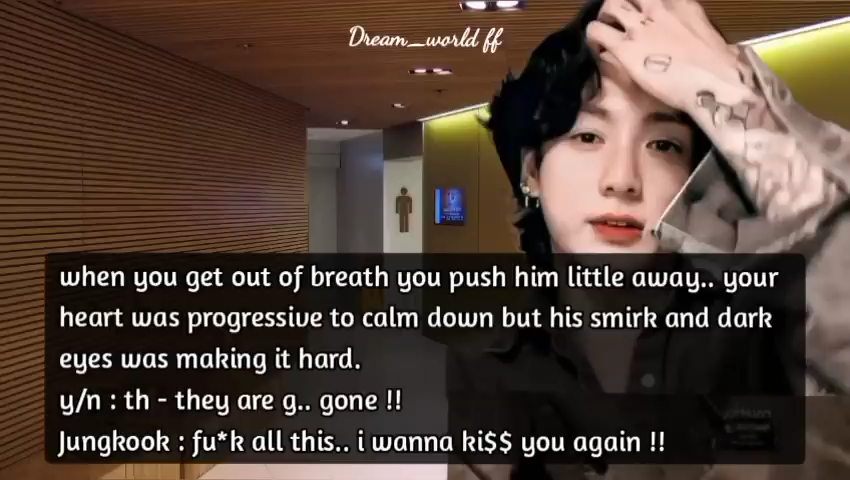 Dream_world ff
when you get out of breath you push him little away.. your
heart was progressive to calm down but his smirk and dark
eyes was making it hard.
y/n : th - they are g.. gone !!
Jungkook : fu*k all this.. i wanna ki$$ you again !!